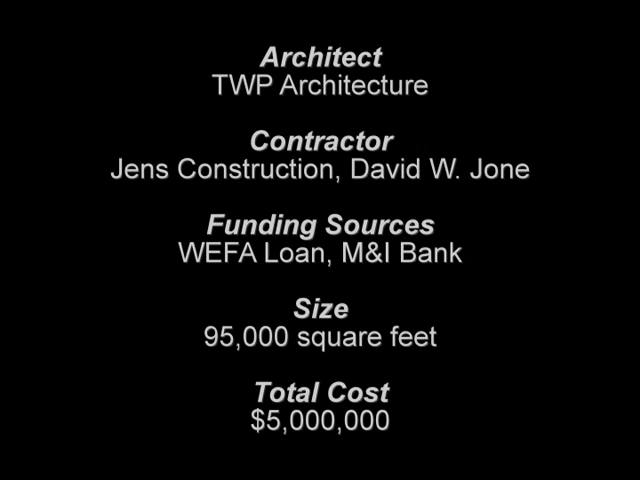 Architect
TWP Architecture
Contractor
Jens Construction, David W. Jone
Funding Sources
WEFA Loan, M&I Bank
Size
95,000 square feet
Total Cost
$5,000,000